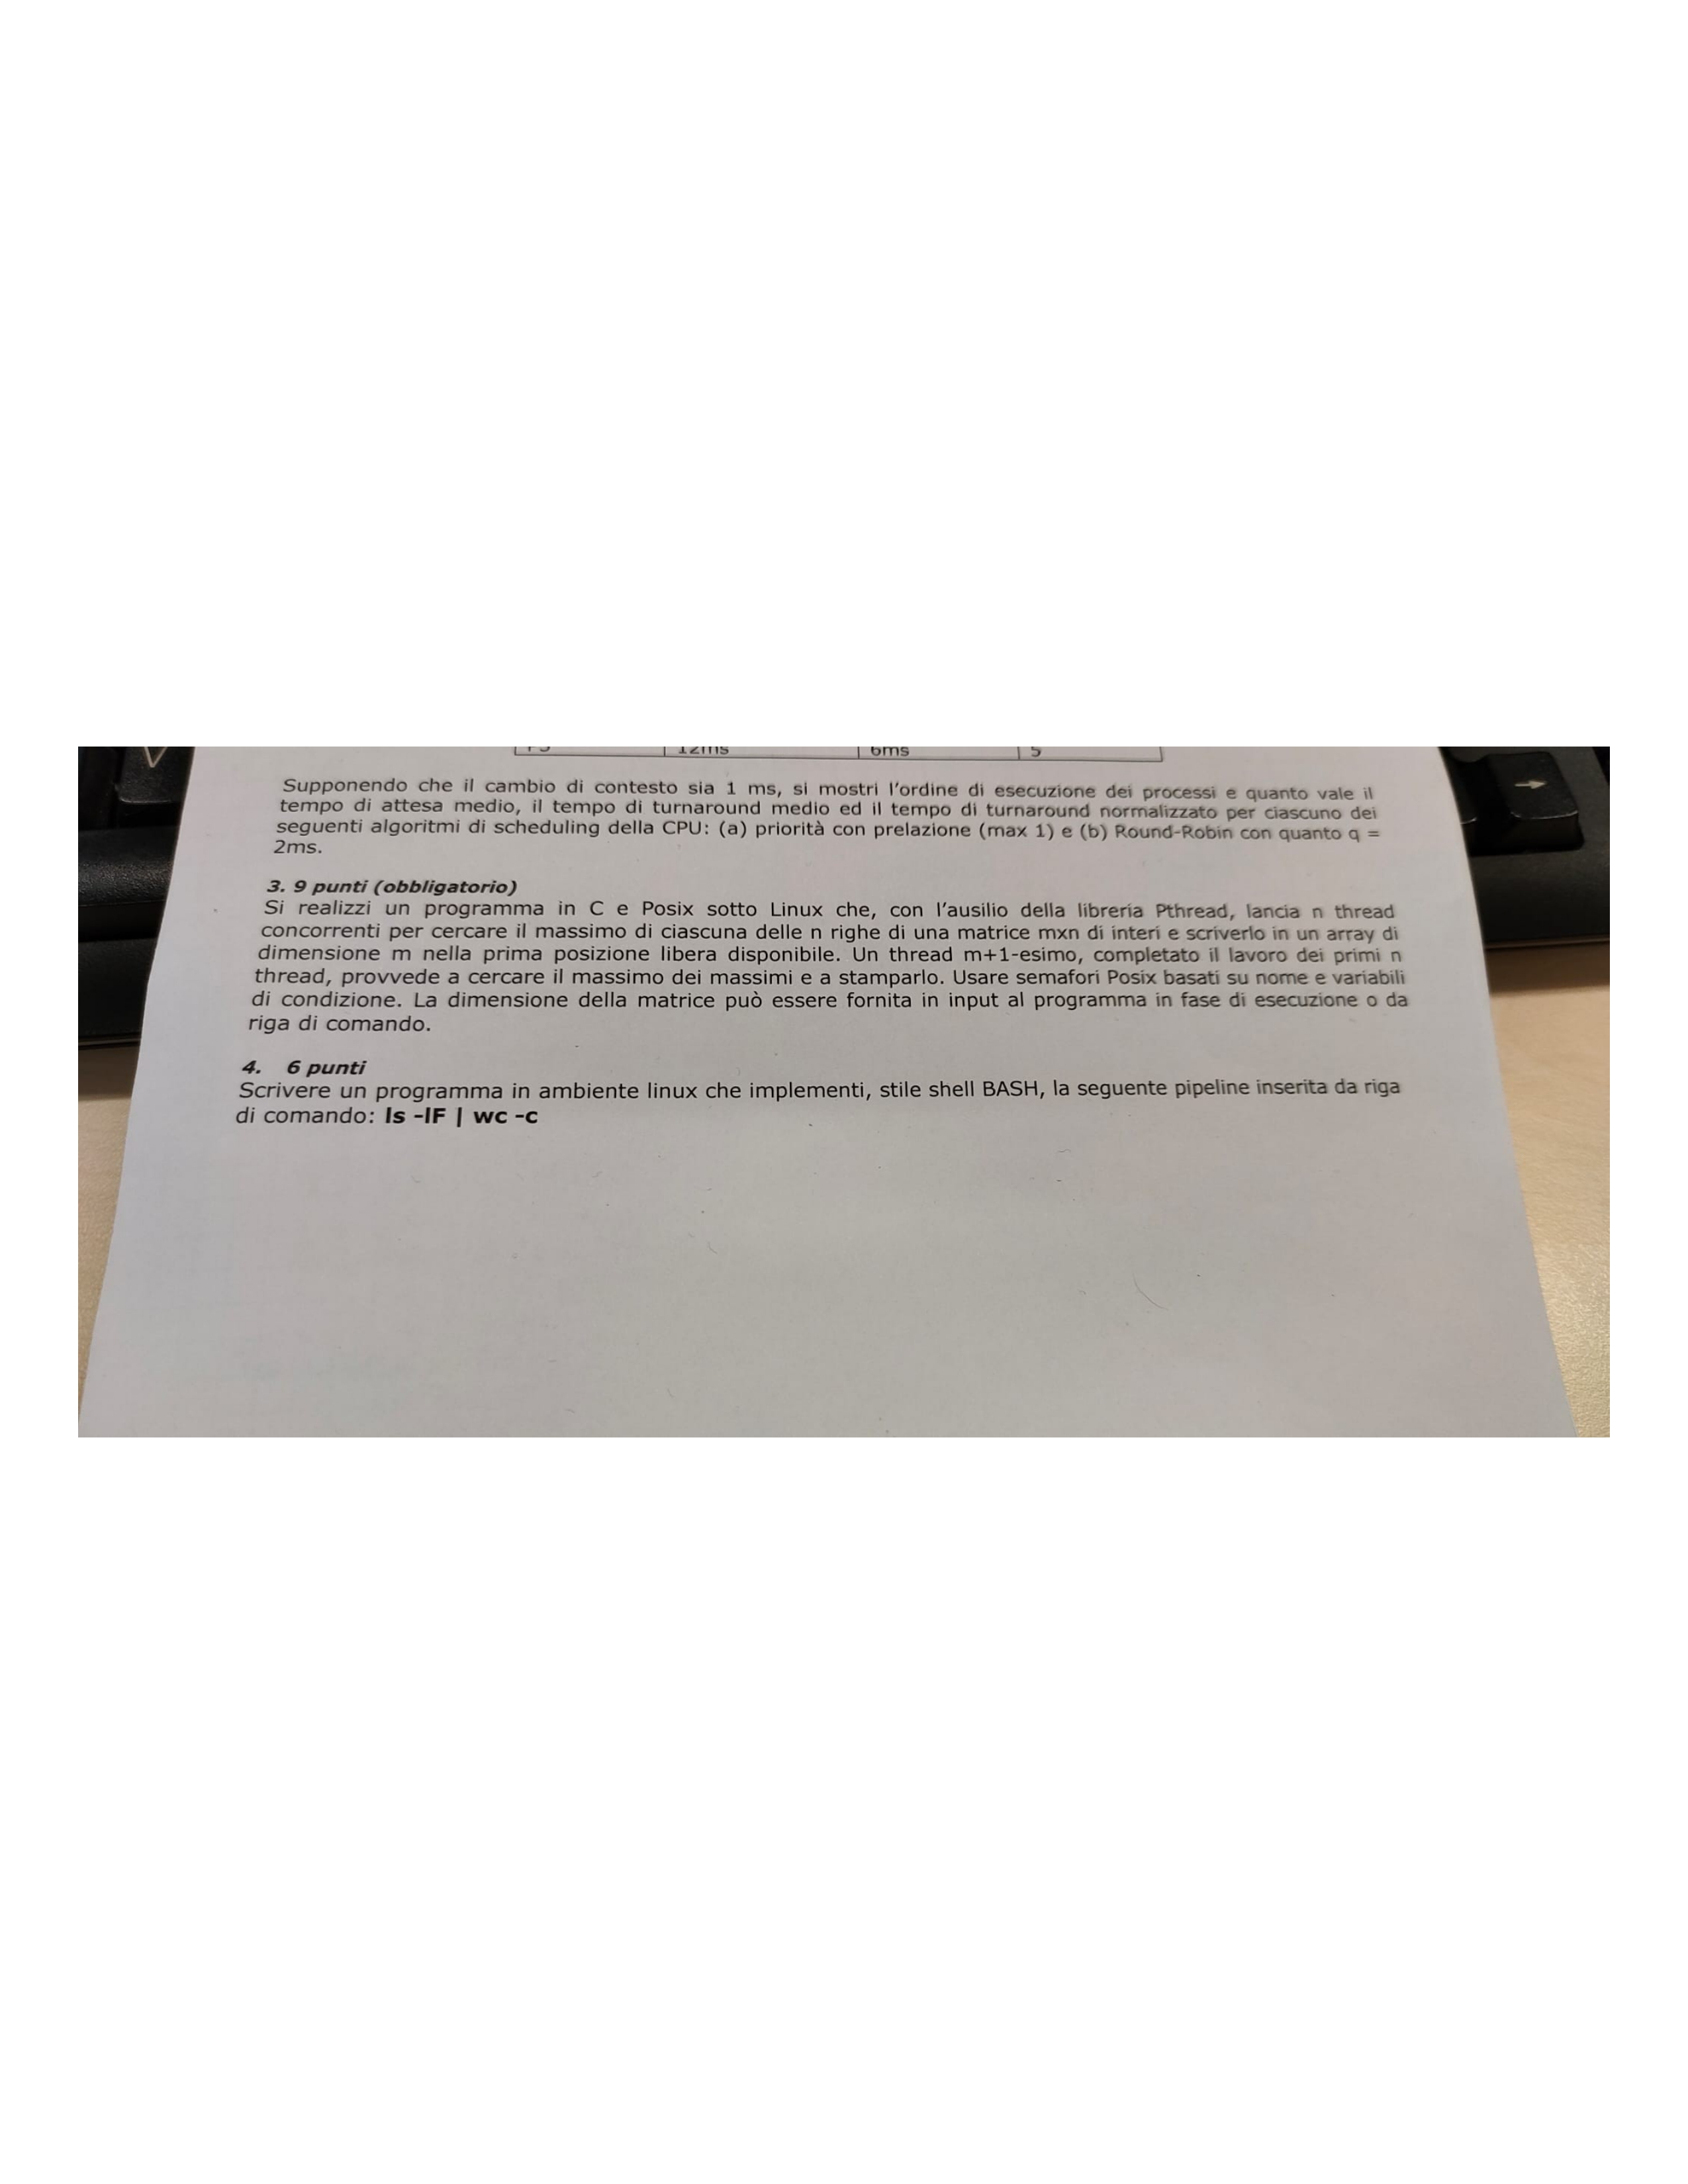 12ms 6ms 5
Supponendo che il cambio di contesto sia 1 ms, si mostri l'ordine di esecuzione dei processi e quanto vale il
tempo di attesa medio, il tempo di turnaround medio ed il tempo di turnaround normalizzato per ciascuno dei
seguenti algoritmi di scheduling della CPU: (a) priorità con prelazione (max 1) e (b) Round-Robin con quanto q =
2ms.
3. 9 punti (obbligatorio)
Si realizzi un programma in C e Posix sotto Linux che, con l'ausilio della libreria Pthread, lancia n thread
concorrenti per cercare il massimo di ciascuna delle n righe di una matrice mxn di interi e scriverlo in un array di
dimensione m nella prima posizione libera disponibile. Un thread m+1-esimo, completato il lavoro dei primi n
thread, provvede a cercare il massimo dei massimi e a stamparlo. Usare semafori Posix basati su nome e variabili
di condizione. La dimensione della matrice può essere fornita in input al programma in fase di esecuzione o da
riga di comando.
4. 6 punti
Scrivere un programma in ambiente linux che implementi, stile shell BASH, la seguente pipeline inserita da riga
di comando: ls -lF | wc -c